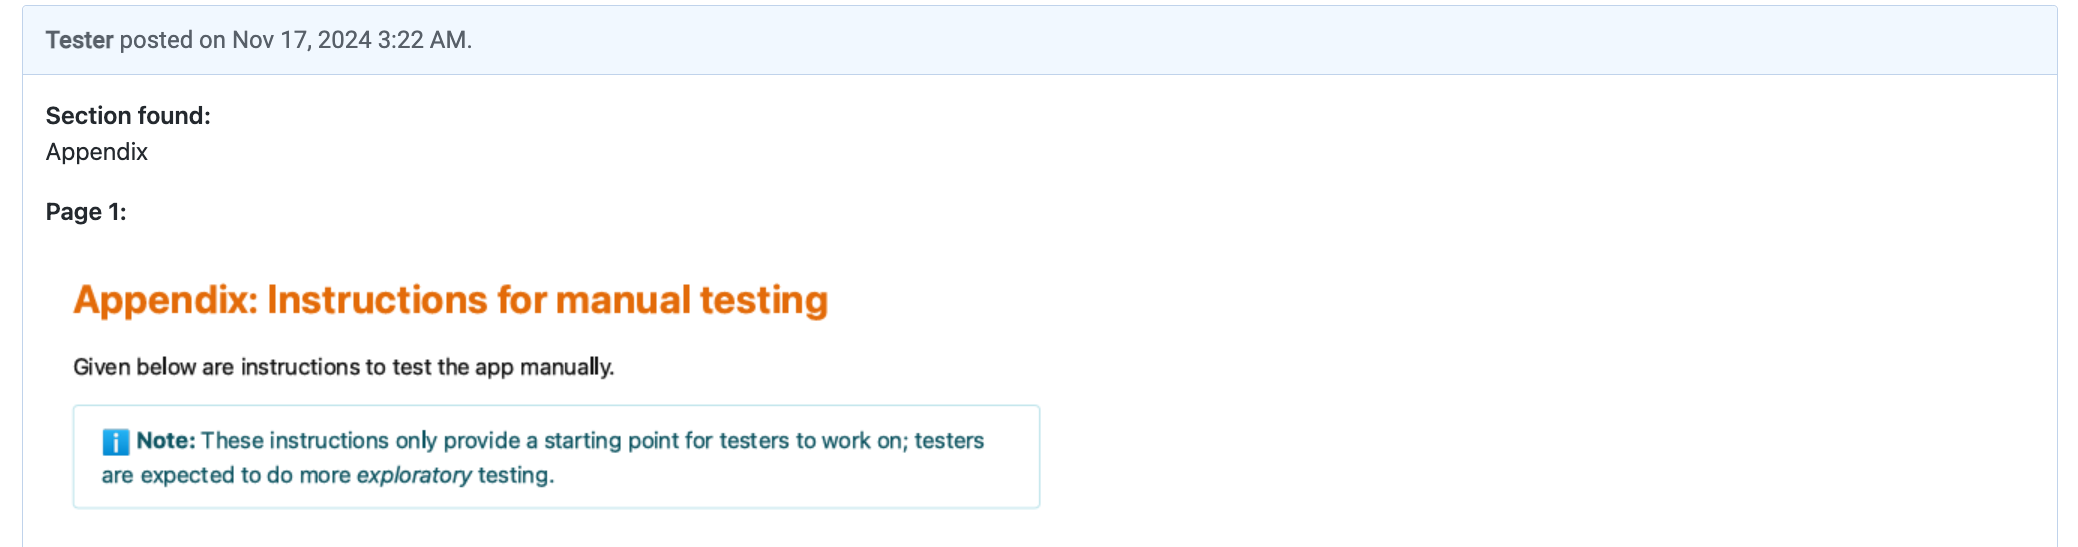 Tester posted on Nov 17, 2024 3:22 AM.
Section found:
Appendix
Page 1:
Appendix: Instructions for manual testing
Given below are instructions to test the app manually.
ℹ️ Note: These instructions only provide a starting point for testers to work on; testers
are expected to do more exploratory testing.